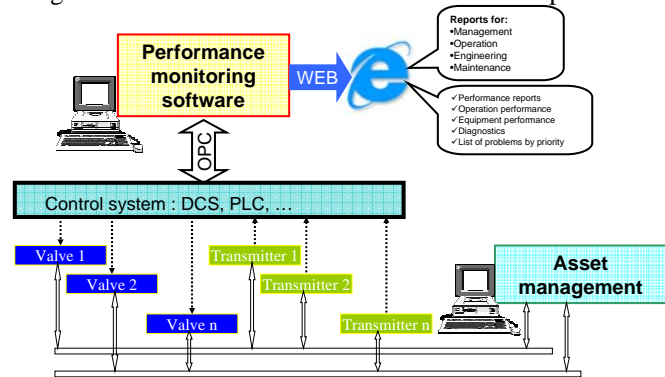 Performance
monitoring
software
WEB
Reports for:
•Management
•Operation
•Engineering
•Maintenance
✓Performance reports
✓Operation performance
✓Equipment performance
✓Diagnostics
✓List of problems by priority
OPC
Control system : DCS, PLC, ...
Valve 1
Transmitter 1
Valve 2
Transmitter 2
Valve n
Transmitter n
Asset
management